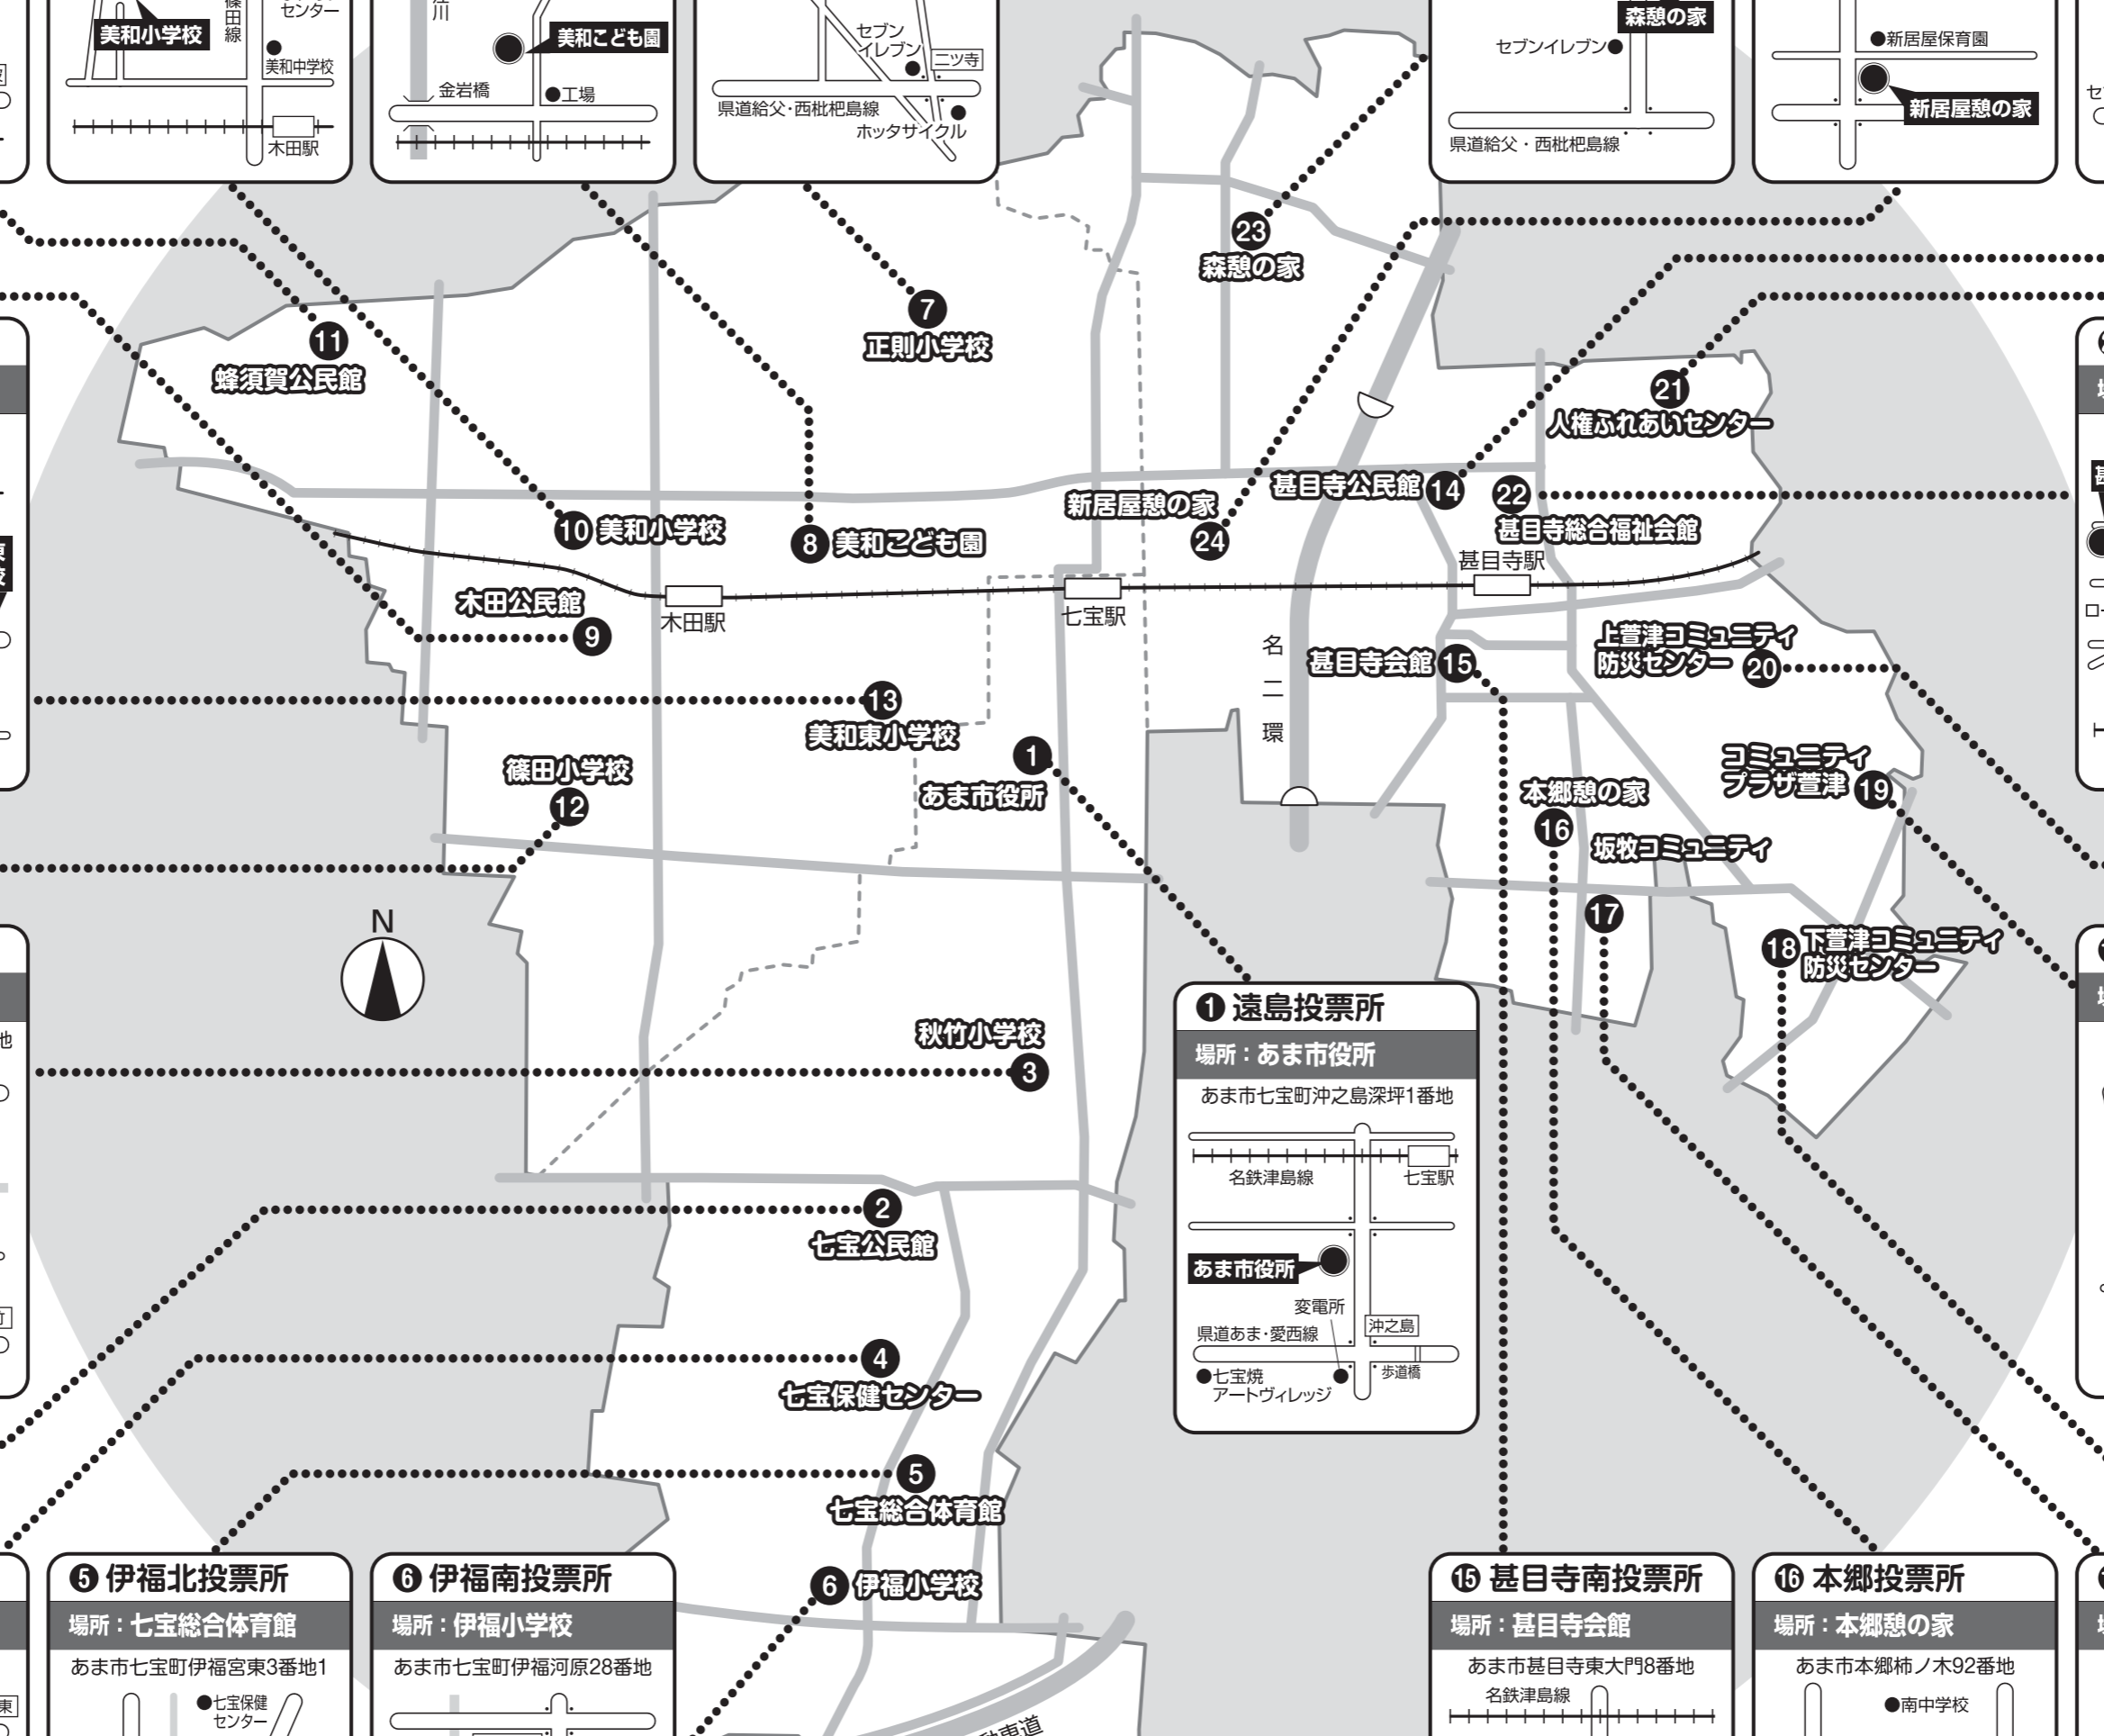 センター
篠田線
美和小学校
美和中学校
木田駅
美和こども園
金岩橋
工場
川
セブン
イレブン
二ツ寺
県道給父・西枇杷島線
ホッタサイクル
森憩の家
セブンイレブン
県道給父・西枇杷島線
新居屋保育園
新居屋憩の家
23
森憩の家
7
正則小学校
11
蜂須賀公民館
21
人権ふれあいセンター
甚目寺公民館 14
22
甚目寺総合福祉会館
新居屋憩の家
24
10 美和小学校
8 美和こども園
甚目寺駅
木田公民館
9
木田駅
七宝駅
名二環
甚目寺会館 15
上萱津コミュニティ
防災センター 20
13
美和東小学校
1
あま市役所
篠田小学校
12
コミュニティ
プラザ萱津 19
本郷憩の家
16
坂牧コミュニティ
17
18 下萱津コミュニティ
防災センター
N
秋竹小学校
3
2
七宝公民館
4
七宝保健センター
5
七宝総合体育館
6 伊福小学校
1 遠島投票所
場所：あま市役所
あま市七宝町沖之島深坪1番地
名鉄津島線
七宝駅
あま市役所
変電所
沖之島
県道あま・愛西線
歩道橋
七宝焼
アートヴィレッジ
5 伊福北投票所
場所：七宝総合体育館
あま市七宝町伊福宮東3番地1
七宝保健
センター
6 伊福南投票所
場所：伊福小学校
あま市七宝町伊福河原28番地
動車道
15 甚目寺南投票所
場所：甚目寺会館
あま市甚目寺東大門8番地
名鉄津島線
16 本郷投票所
場所：本郷憩の家
あま市本郷柿ノ木92番地
南中学校